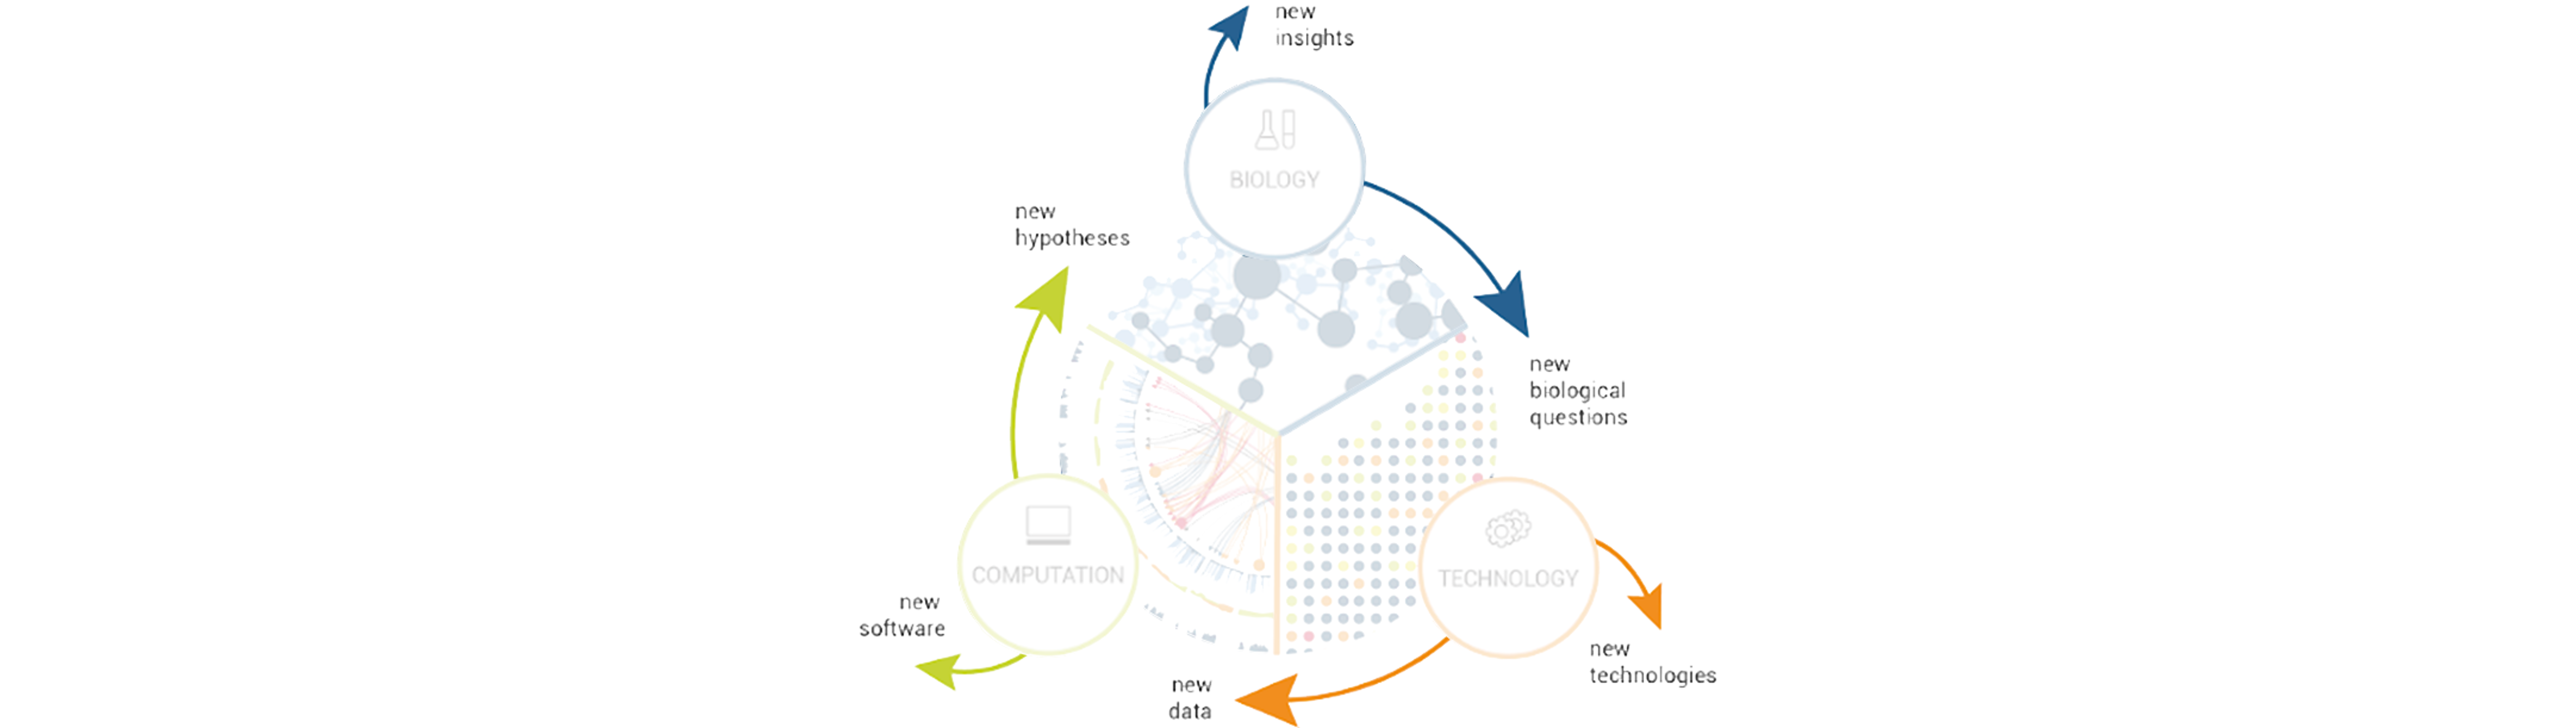 new
insights
BIOLOGY
new
hypotheses
new
biological
questions
COMPUTATION
TECHNOLOGY
new
software
new
technologies
new
data